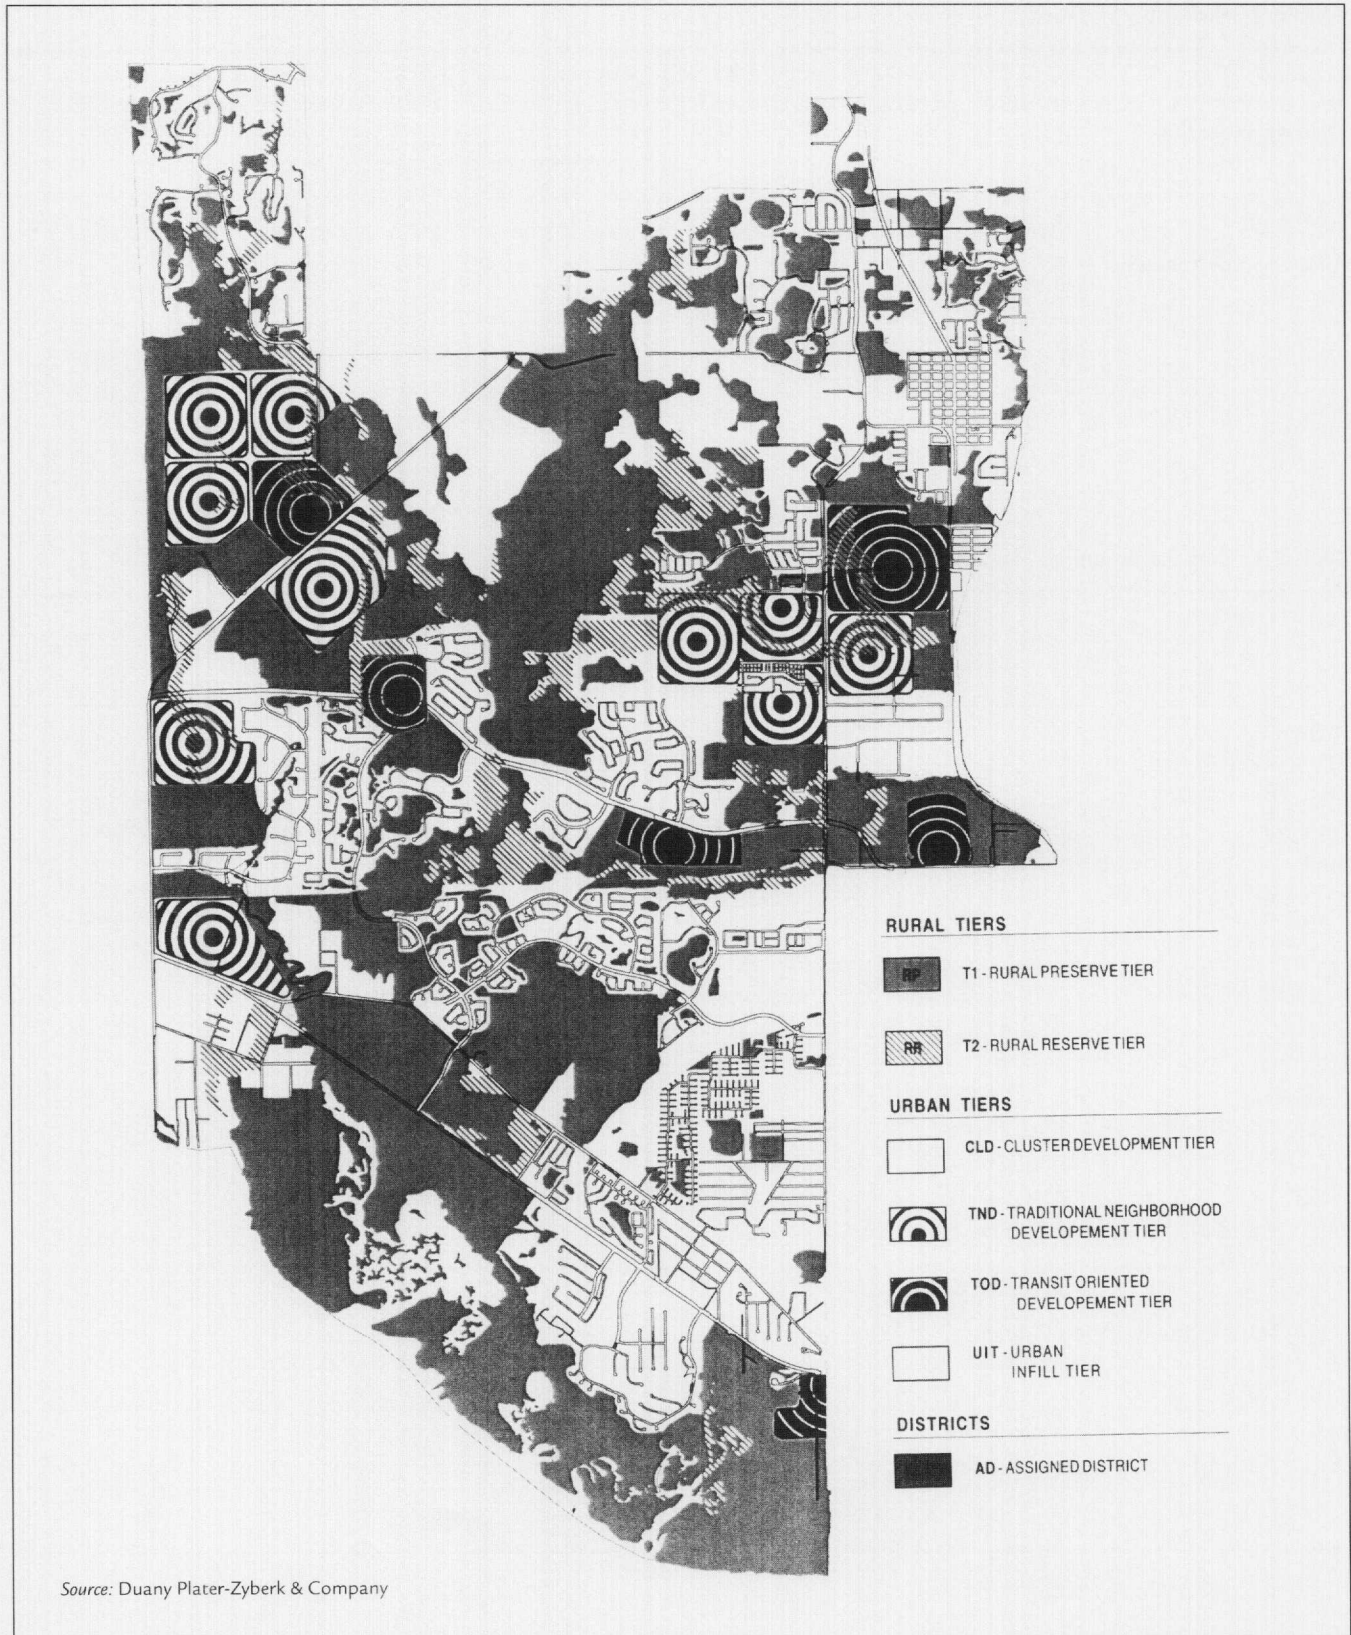 RURAL TIERS
RP T1 - RURAL PRESERVE TIER
RR T2 - RURAL RESERVE TIER
URBAN TIERS
CLD - CLUSTER DEVELOPMENT TIER
TND - TRADITIONAL NEIGHBORHOOD
DEVELOPEMENT TIER
TOD - TRANSIT ORIENTED
DEVELOPEMENT TIER
UIT - URBAN
INFILL TIER
DISTRICTS
AD - ASSIGNED DISTRICT
Source: Duany Plater-Zyberk & Company